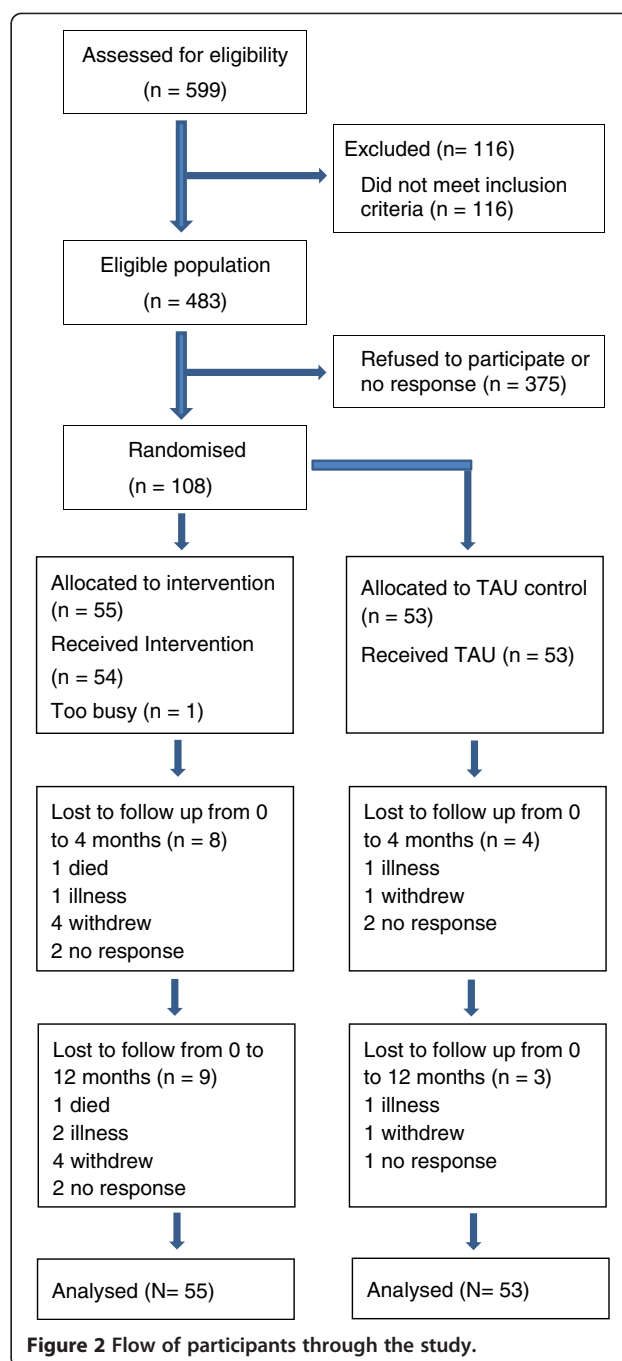 Assessed for eligibility
(n = 599)
Excluded (n= 116)
Did not meet inclusion
criteria (n = 116)
Eligible population
(n = 483)
Refused to participate or
no response (n = 375)
Randomised
(n = 108)
Allocated to intervention
(n = 55)
Received Intervention
(n = 54)
Too busy (n = 1)
Allocated to TAU control
(n = 53)
Received TAU (n = 53)
Lost to follow up from 0
to 4 months (n = 8)
1 died
1 illness
4 withdrew
2 no response
Lost to follow up from 0
to 4 months (n = 4)
1 illness
1 withdrew
2 no response
Lost to follow from 0 to
12 months (n = 9)
1 died
2 illness
4 withdrew
2 no response
Lost to follow up from 0
to 12 months (n = 3)
1 illness
1 withdrew
1 no response
Analysed (N= 55)
Analysed (N= 53)
Figure 2 Flow of participants through the study.